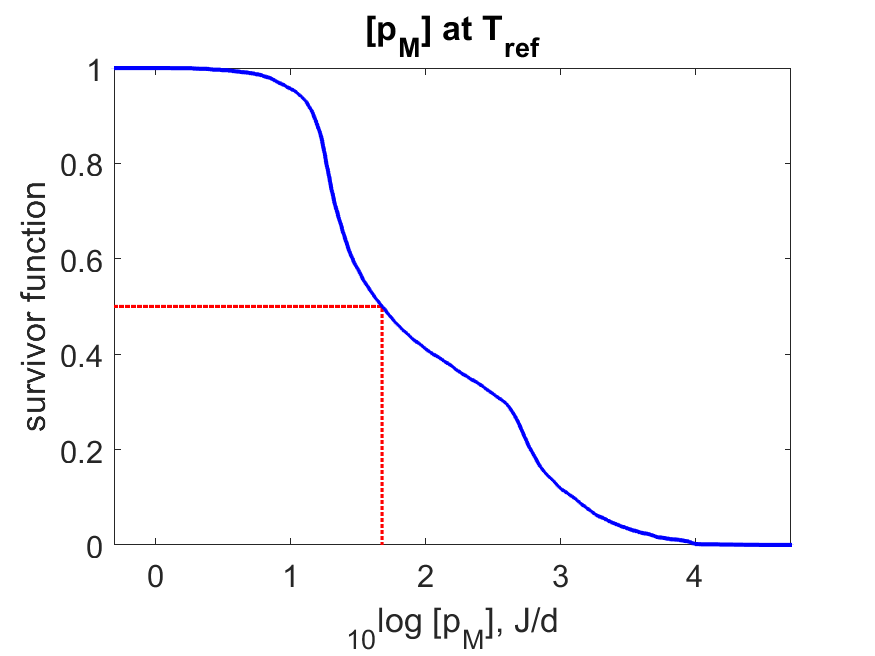 [pM] at Tref
survivor function
1
0.8
0.6
0.4
0.2
0
0 1 2 3 4
10log [pM], J/d